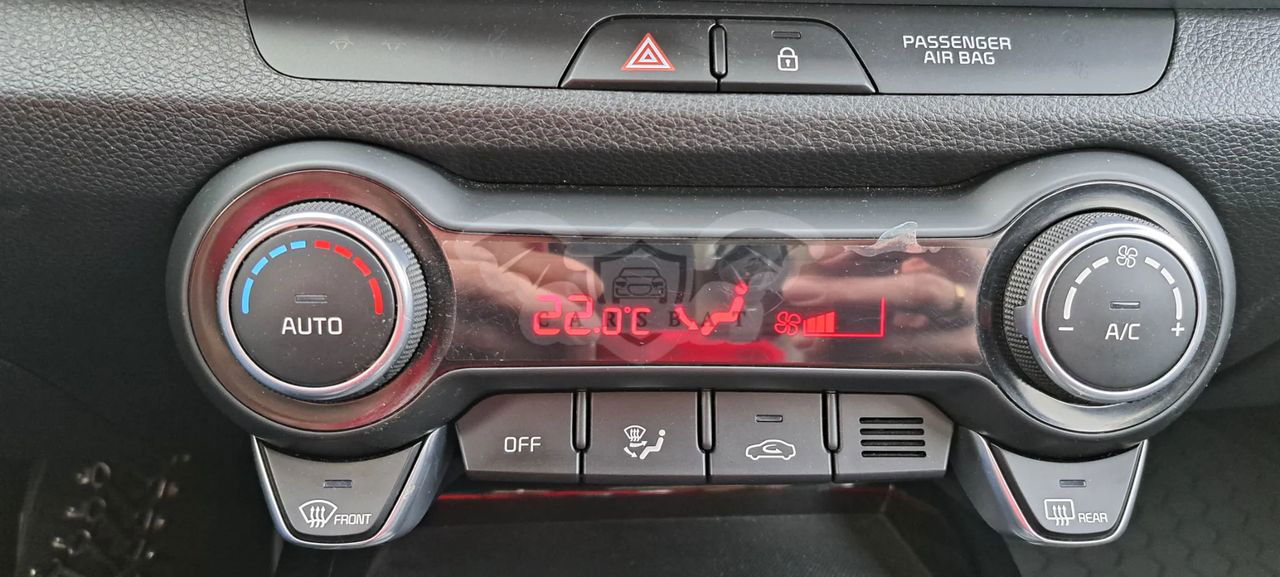 PASSENGER
AIR BAG
AUTO
22.0°C
A/C
- +
OFF
FRONT
REAR